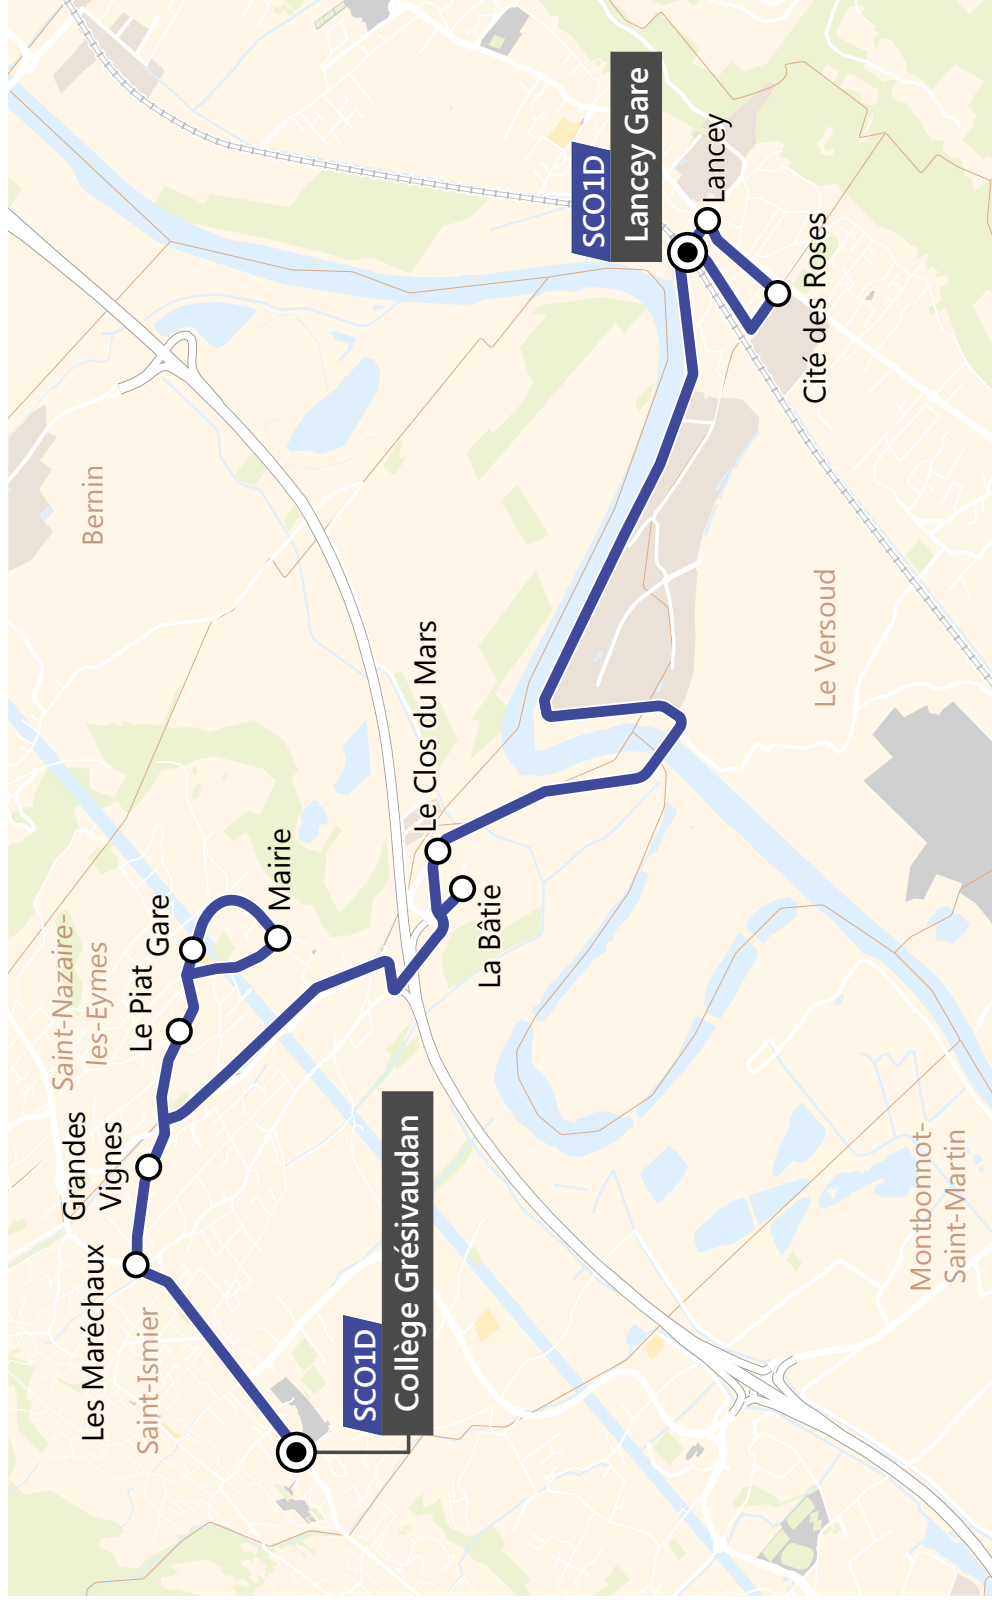 Les Maréchaux
Saint-Ismier
Grandes
Vignes
Le Piat
Gare
Mairie
Saint-Nazaire-
les-Eymes
Bernin
SCO1D
Collège Grésivaudan
La Bâtie
Le Clos du Mars
SCO1D
Lancey Gare
Lancey
Cité des Roses
Le Versoud
Montbonnot-
Saint-Martin